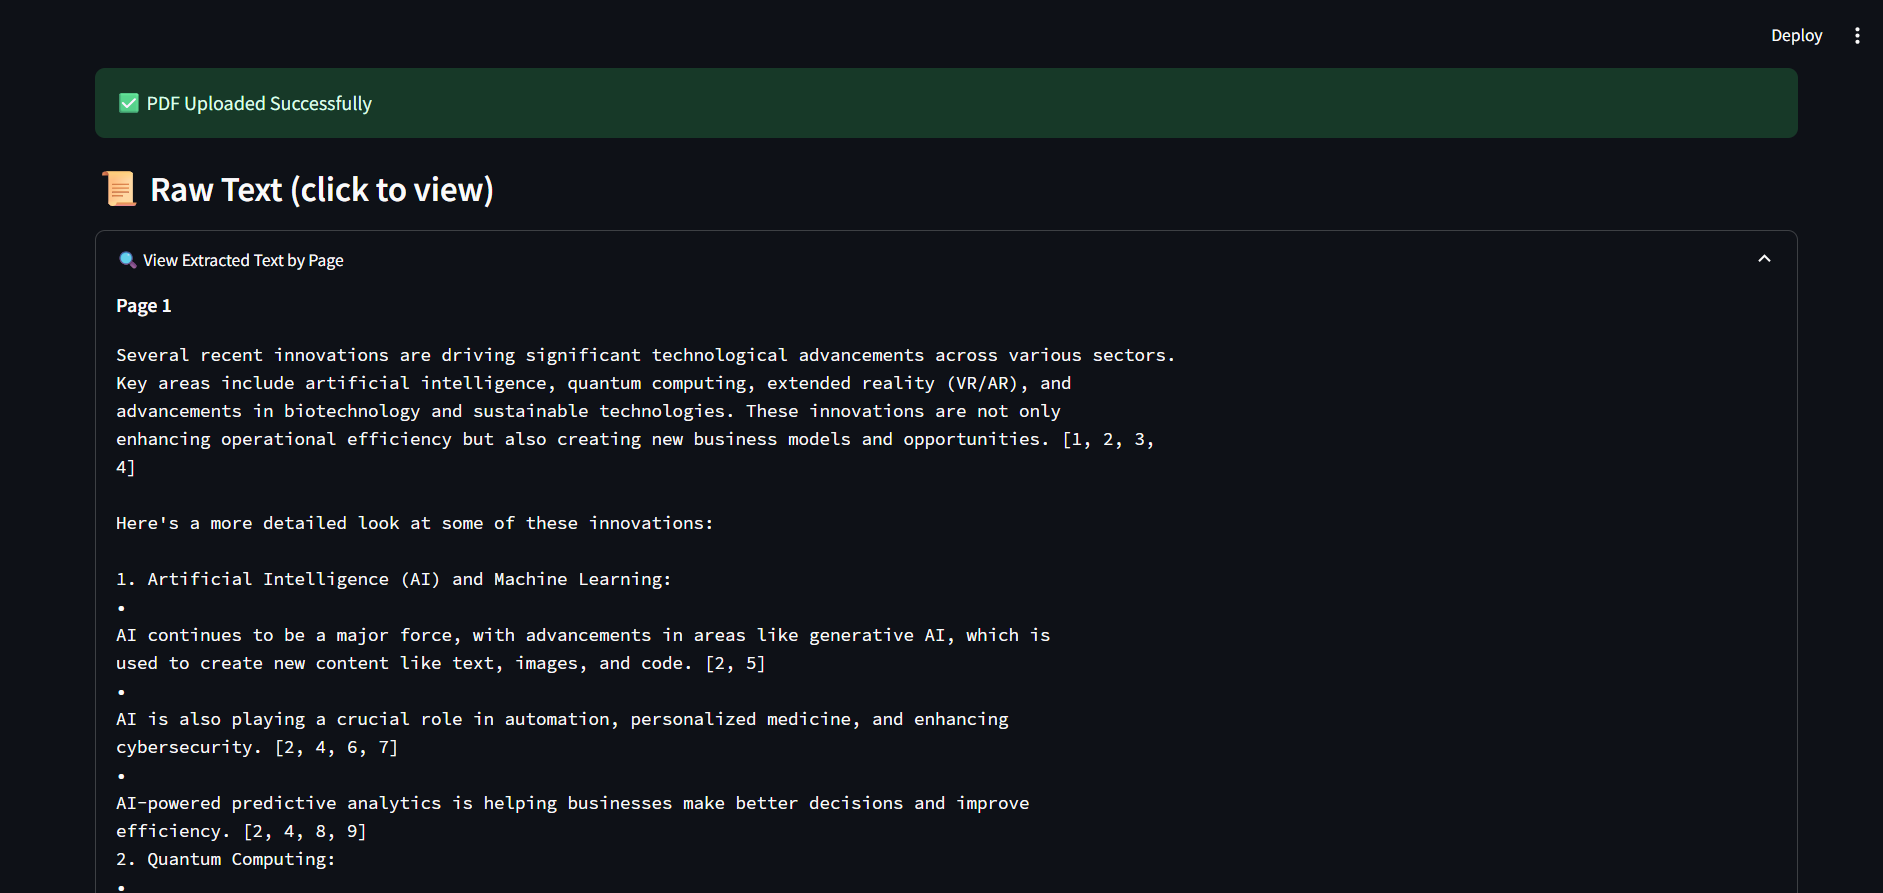 Deploy
✅ PDF Uploaded Successfully
📜 Raw Text (click to view)
🔍 View Extracted Text by Page
Page 1
Several recent innovations are driving significant technological advancements across various sectors.
Key areas include artificial intelligence, quantum computing, extended reality (VR/AR), and
advancements in biotechnology and sustainable technologies. These innovations are not only
enhancing operational efficiency but also creating new business models and opportunities. [1, 2, 3,
4]
Here's a more detailed look at some of these innovations:
1. Artificial Intelligence (AI) and Machine Learning:
•
AI continues to be a major force, with advancements in areas like generative AI, which is
used to create new content like text, images, and code. [2, 5]
•
AI is also playing a crucial role in automation, personalized medicine, and enhancing
cybersecurity. [2, 4, 6, 7]
•
AI-powered predictive analytics is helping businesses make better decisions and improve
efficiency. [2, 4, 8, 9]
2. Quantum Computing:
•